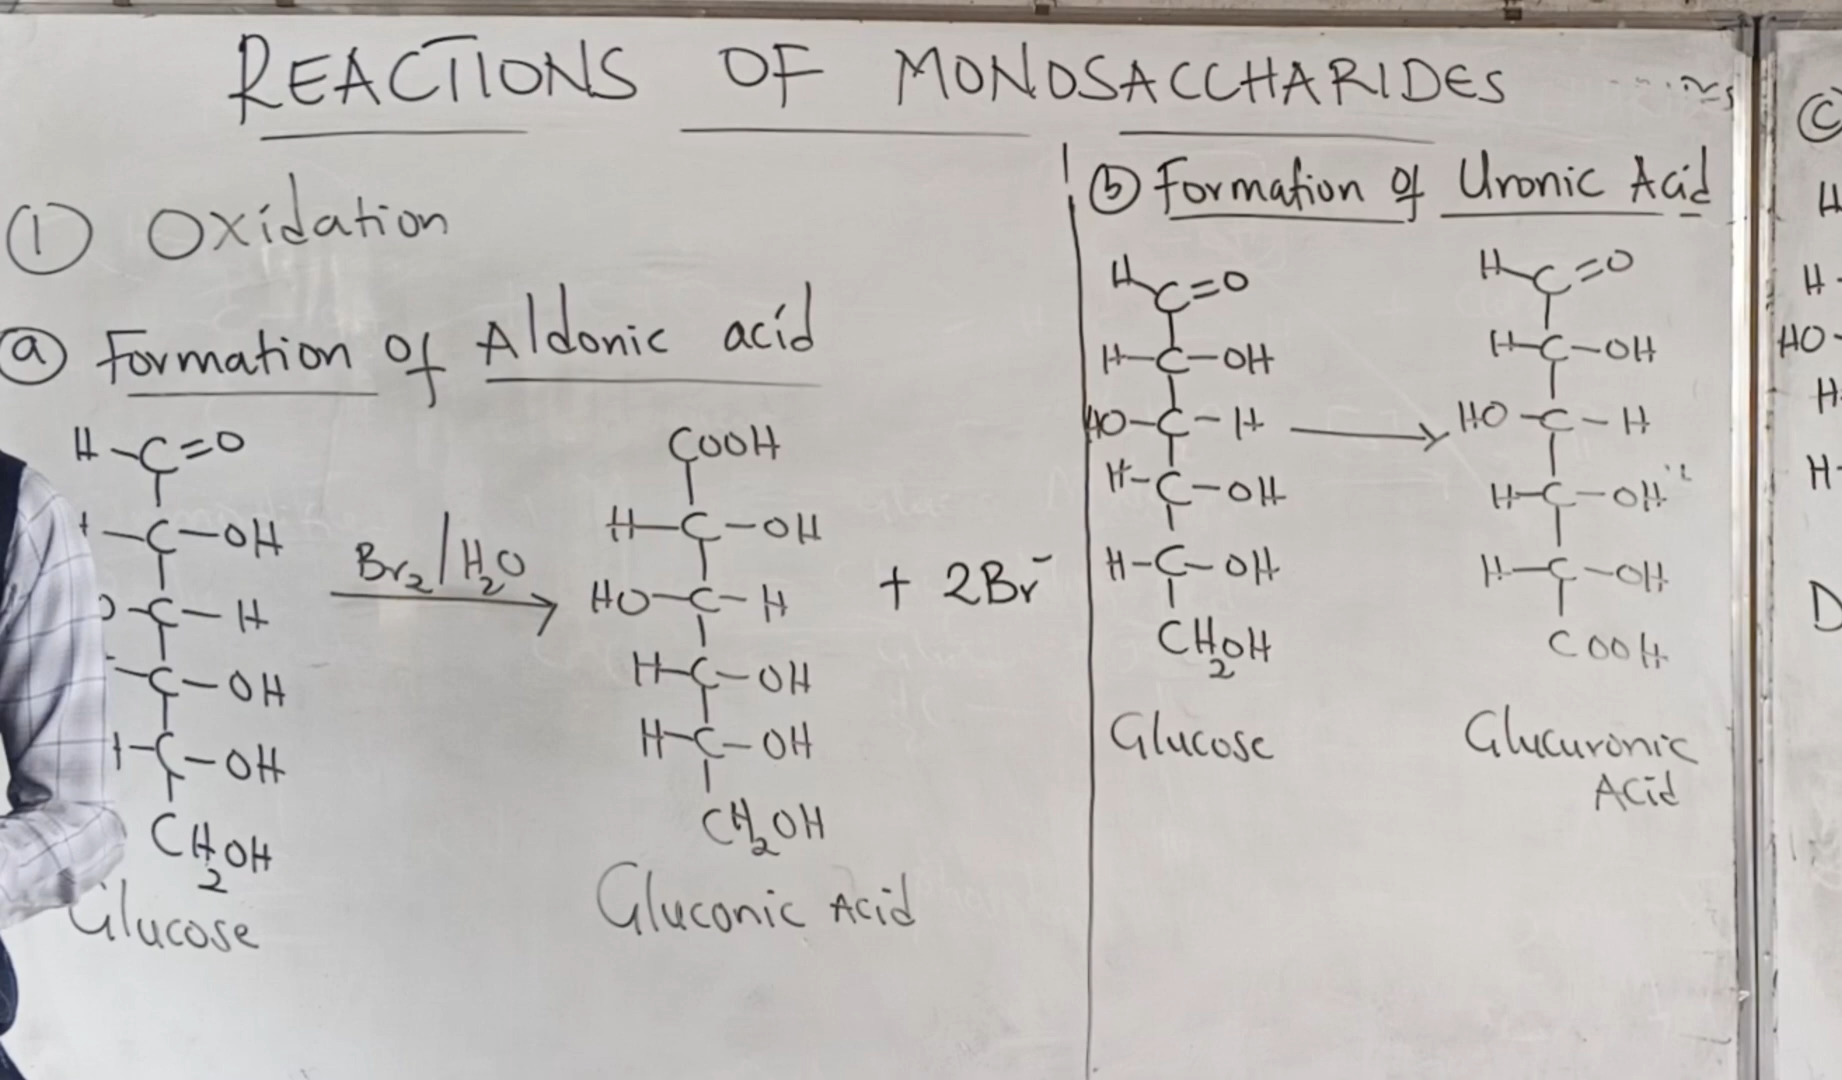 REACTIONS OF MONOSACCHARIDES
① Oxidation
ⓐ Formation of Aldonic acid
H-C=O
-C-OH
-C-H
-C-OH
-C-OH
CH₂OH
Glucose
Br₂/H₂O
COOH
H-C-OH
HO-C-H
H-C-OH
H-C-OH
CH₂OH
Gluconic Acid
+ 2Br⁻
ⓑ Formation of Uronic Acid
H-C=O
H-C-OH
HO-C-H
H-C-OH
H-C-OH
CH₂OH
Glucose
H-C=O
H-C-OH
HO-C-H
H-C-OH
H-C-OH
COOH
Glucuronic
Acid
ⓒ
H
H-
HO-
H-
H-